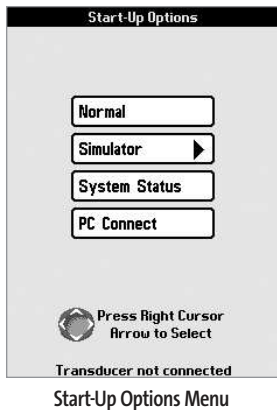 Start-Up Options
Normal
Simulator
System Status
PC Connect
Press Right Cursor
Arrow to Select
Transducer not connected
Start-Up Options Menu